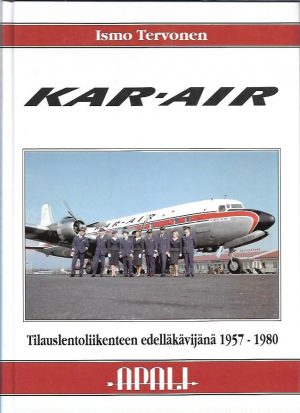 Ismo Tervonen
KAR-AIR
KAR-AIR
Tilauslentoliikenteen edelläkävijänä 1957 - 1980
APALI